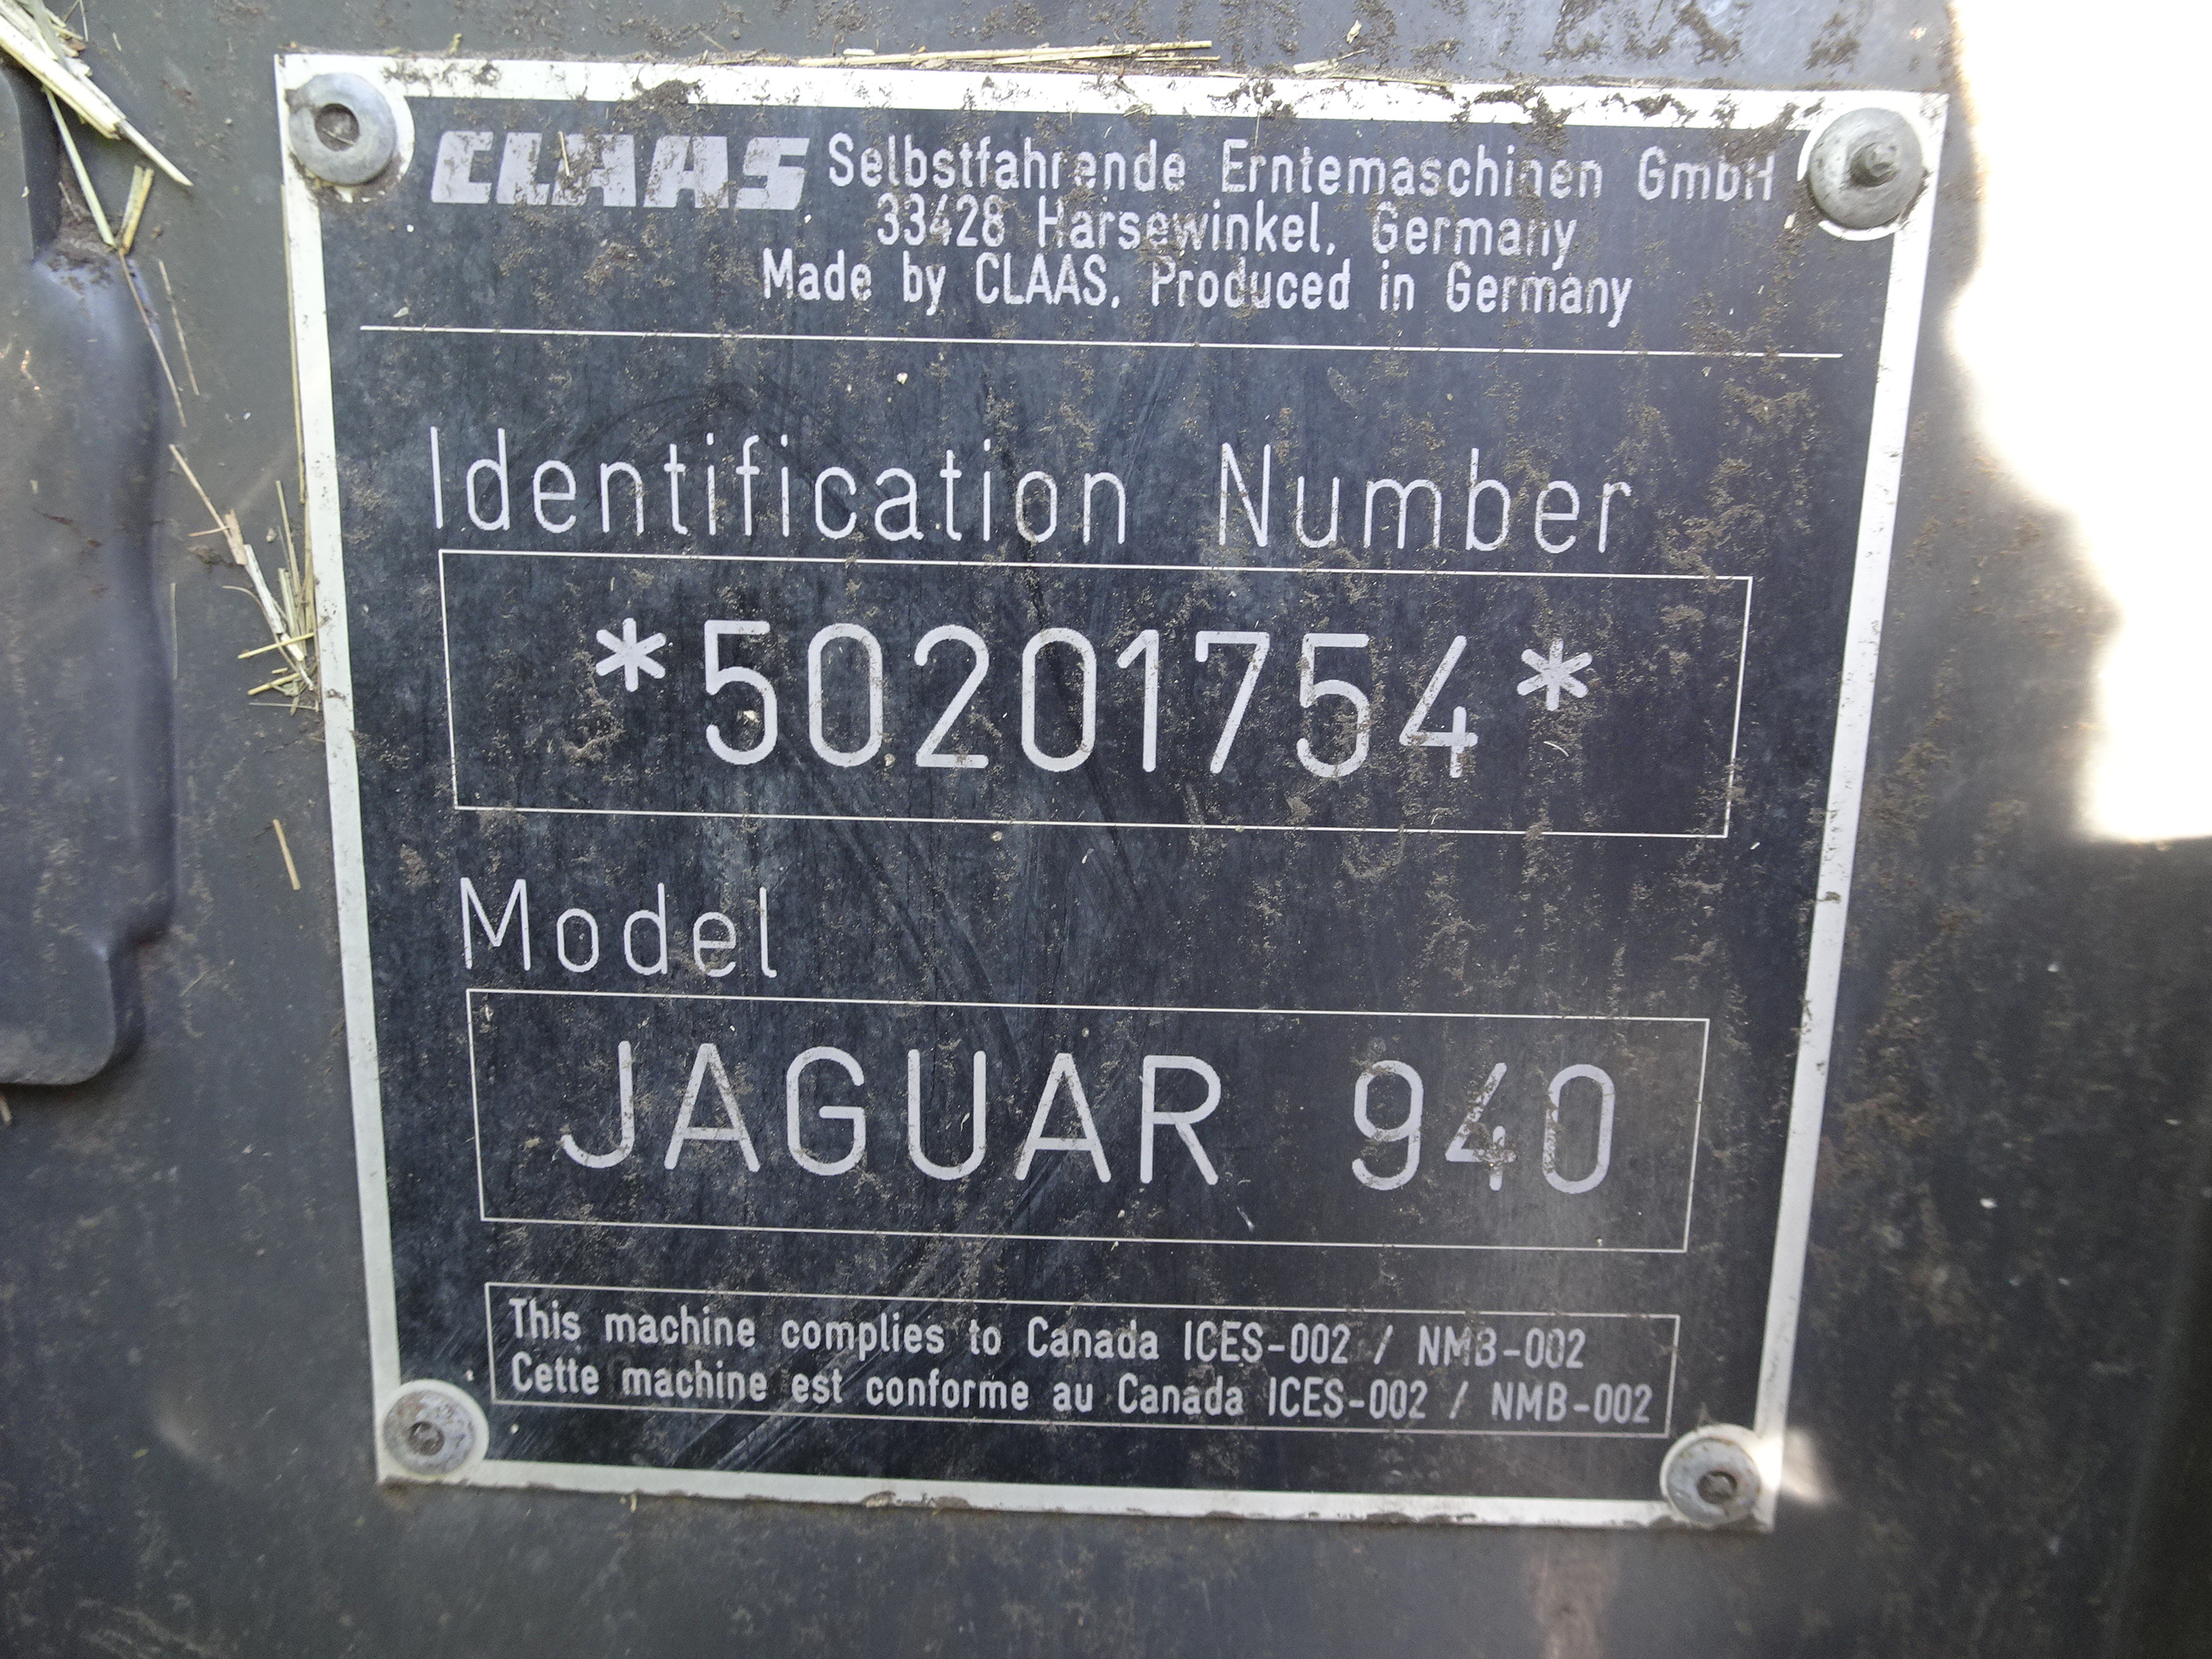 CLAAS Selbstfahrende Erntemaschinen GmbH
33428 Harsewinkel, Germany
Made by CLAAS, Produced in Germany
Identification Number
*50201754*
Model
JAGUAR 940
This machine complies to Canada ICES-002 / NMB-002
Cette machine est conforme au Canada ICES-002 / NMB-002